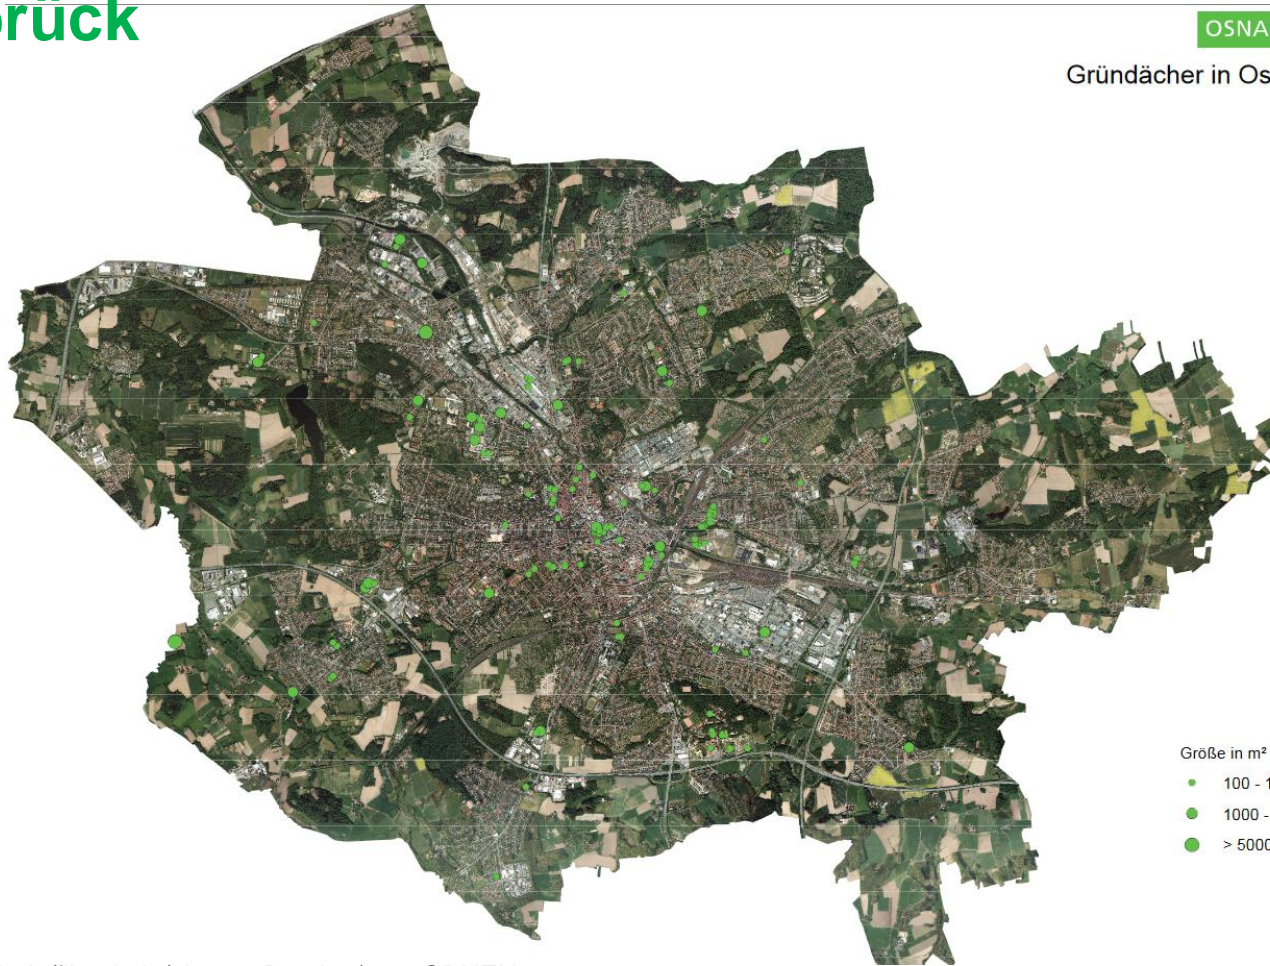 brück
OSNA
Gründächer in Os
Größe in m²
100 - 1
1000 -
> 5000